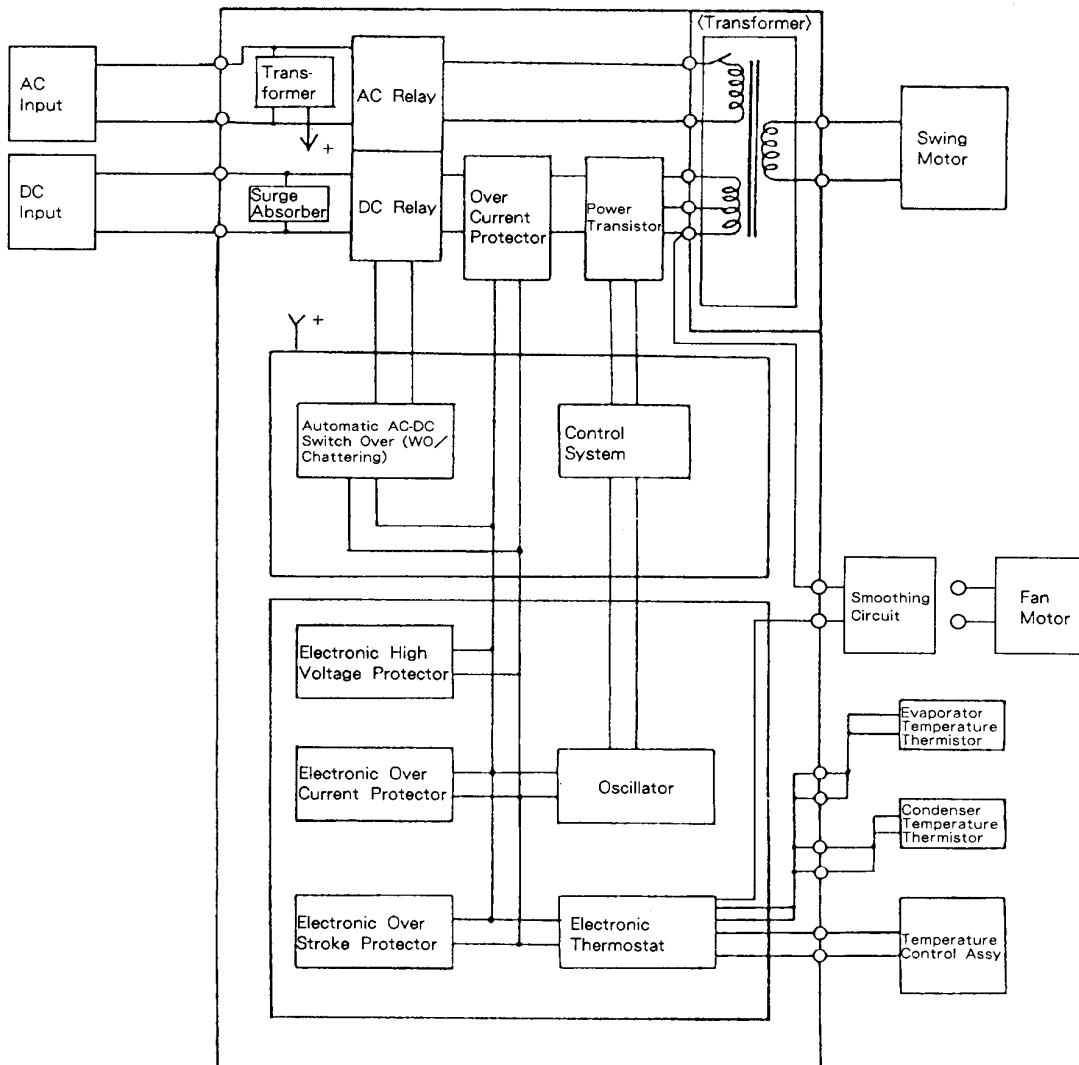 〈Transformer〉
AC
Input
Trans-
former
AC Relay
+
DC
Input
Surge
Absorber
DC Relay
Over
Current
Protector
Power
Transistor
Swing
Motor
+
Automatic AC-DC
Switch Over (WO/
Chattering)
Control
System
Smoothing
Circuit
Fan
Motor
Electronic High
Voltage Protector
Evaporator
Temperature
Thermistor
Electronic Over
Current Protector
Oscillator
Condenser
Temperature
Thermistor
Electronic Over
Stroke Protector
Electronic
Thermostat
Temperature
Control Assy